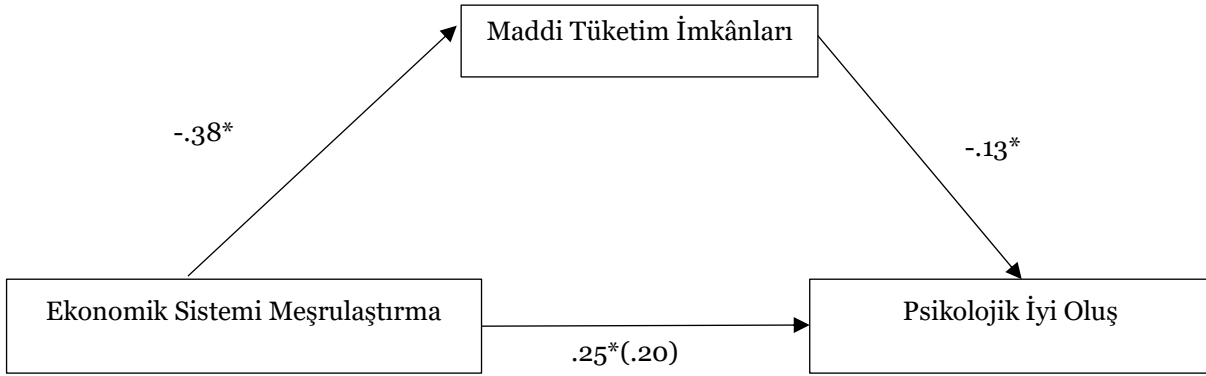 Maddi Tüketim İmkânları
-.38*
-.13*
Ekonomik Sistemi Meşrulaştırma
Psikolojik İyi Oluş
.25*(.20)